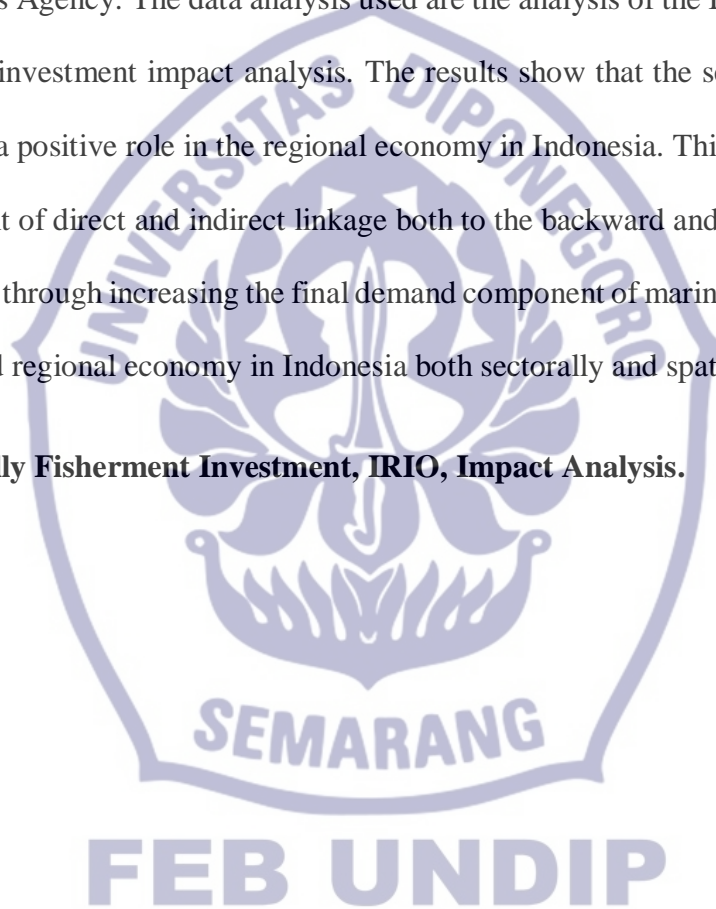 s Agency. The data analysis used are the analysis of the
investment impact analysis. The results show that the
a positive role in the regional economy in Indonesia. Thi
t of direct and indirect linkage both to the backward and
through increasing the final demand component of marin
l regional economy in Indonesia both sectorally and spat
lly Fisherment Investment, IRIO, Impact Analysis.
UNIVERSITAS DIPONEGORO
SEMARANG
FEB UNDIP